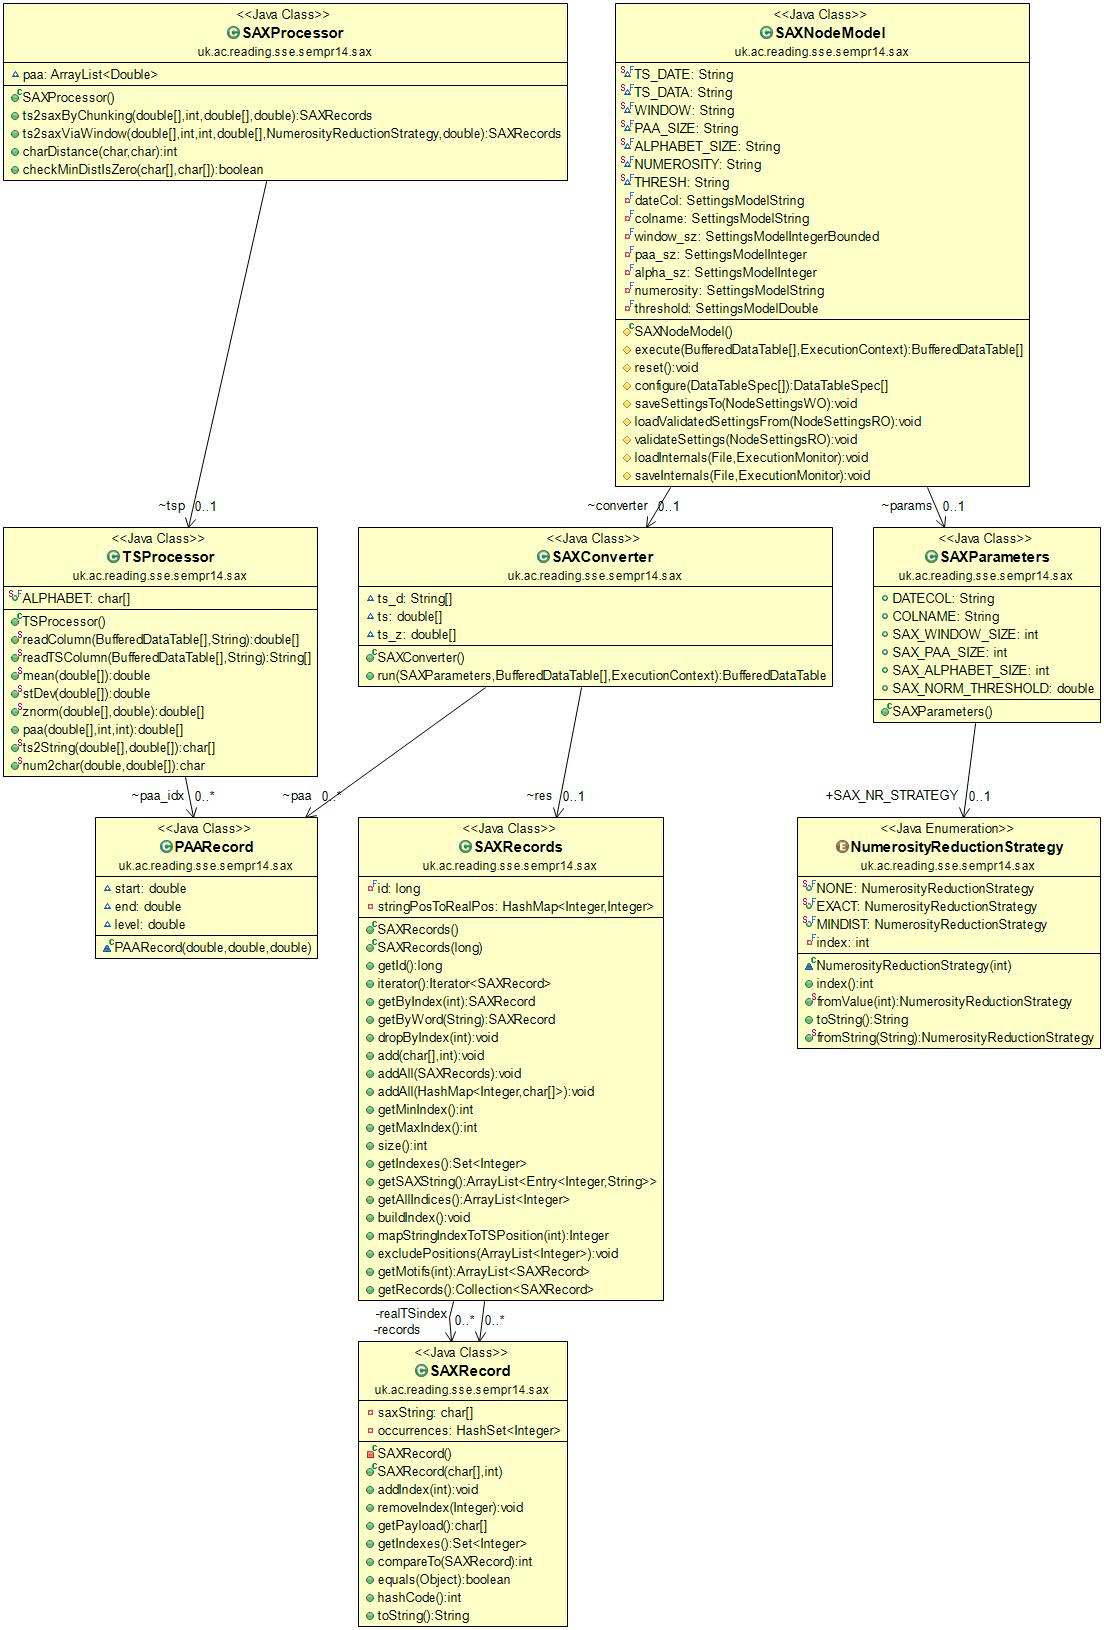 <<Java Class>>
SAXProcessor
uk.ac.reading.sse.sempr14.sax
paa: ArrayList<Double>
SAXProcessor()
ts2saxByChunking(double[],int,double[],double):SAXRecords
ts2saxViaWindow(double[],int,int,double[],NumerosityReductionStrategy,double):SAXRecords
charDistance(char,char):int
checkMinDistIsZero(char[],char[]):boolean
<<Java Class>>
SAXNodeModel
uk.ac.reading.sse.sempr14.sax
TS_DATE: String
TS_DATA: String
WINDOW: String
PAA_SIZE: String
ALPHABET_SIZE: String
NUMEROSITY: String
THRESH: String
dateCol: SettingsModelString
colname: SettingsModelString
window_sz: SettingsModelIntegerBounded
paa_sz: SettingsModelInteger
alpha_sz: SettingsModelInteger
numerosity: SettingsModelString
threshold: SettingsModelDouble
SAXNodeModel()
execute(BufferedDataTable[],ExecutionContext):BufferedDataTable[]
reset():void
configure(DataTableSpec[]):DataTableSpec[]
saveSettingsTo(NodeSettingsWO):void
loadValidatedSettingsFrom(NodeSettingsRO):void
validateSettings(NodeSettingsRO):void
loadInternals(File,ExecutionMonitor):void
saveInternals(File,ExecutionMonitor):void
~tsp 0..1
~converter 0..1
~params 0..1
<<Java Class>>
TSProcessor
uk.ac.reading.sse.sempr14.sax
ALPHABET: char[]
TSProcessor()
readColumn(BufferedDataTable[],String):double[]
readTSColumn(BufferedDataTable[],String):String[]
mean(double[]):double
stDev(double[]):double
znorm(double[],double):double[]
paa(double[],int,int):double[]
ts2String(double[],double[]):char[]
num2char(double,double[]):char
<<Java Class>>
SAXConverter
uk.ac.reading.sse.sempr14.sax
ts_d: String[]
ts: double[]
ts_z: double[]
SAXConverter()
run(SAXParameters,BufferedDataTable[],ExecutionContext):BufferedDataTable
<<Java Class>>
SAXParameters
uk.ac.reading.sse.sempr14.sax
DATECOL: String
COLNAME: String
SAX_WINDOW_SIZE: int
SAX_PAA_SIZE: int
SAX_ALPHABET_SIZE: int
SAX_NORM_THRESHOLD: double
SAXParameters()
~paa_idx 0..*
~paa 0..*
~res 0..1
+SAX_NR_STRATEGY 0..1
<<Java Class>>
PAARecord
uk.ac.reading.sse.sempr14.sax
start: double
end: double
level: double
PAARecord(double,double,double)
<<Java Class>>
SAXRecords
uk.ac.reading.sse.sempr14.sax
id: long
stringPosToRealPos: HashMap<Integer,Integer>
SAXRecords()
SAXRecords(long)
getId():long
iterator():Iterator<SAXRecord>
getByIndex(int):SAXRecord
getByWord(String):SAXRecord
dropByIndex(int):void
add(char[],int):void
addAll(SAXRecords):void
addAll(HashMap<Integer,char[]>):void
getMinIndex():int
getMaxIndex():int
size():int
getIndexes():Set<Integer>
getSAXString():ArrayList<Entry<Integer,String>>
getAllIndices():ArrayList<Integer>
buildIndex():void
mapStringIndexToTSPosition(int):Integer
excludePositions(ArrayList<Integer>):void
getMotifs(int):ArrayList<SAXRecord>
getRecords():Collection<SAXRecord>
<<Java Enumeration>>
NumerosityReductionStrategy
uk.ac.reading.sse.sempr14.sax
NONE: NumerosityReductionStrategy
EXACT: NumerosityReductionStrategy
MINDIST: NumerosityReductionStrategy
index: int
NumerosityReductionStrategy(int)
index():int
fromValue(int):NumerosityReductionStrategy
toString():String
fromString(String):NumerosityReductionStrategy
-realTSindex 0..* 0..*
-records
<<Java Class>>
SAXRecord
uk.ac.reading.sse.sempr14.sax
saxString: char[]
occurrences: HashSet<Integer>
SAXRecord()
SAXRecord(char[],int)
addIndex(int):void
removeIndex(Integer):void
getPayload():char[]
getIndexes():Set<Integer>
compareTo(SAXRecord):int
equals(Object):boolean
hashCode():int
toString():String